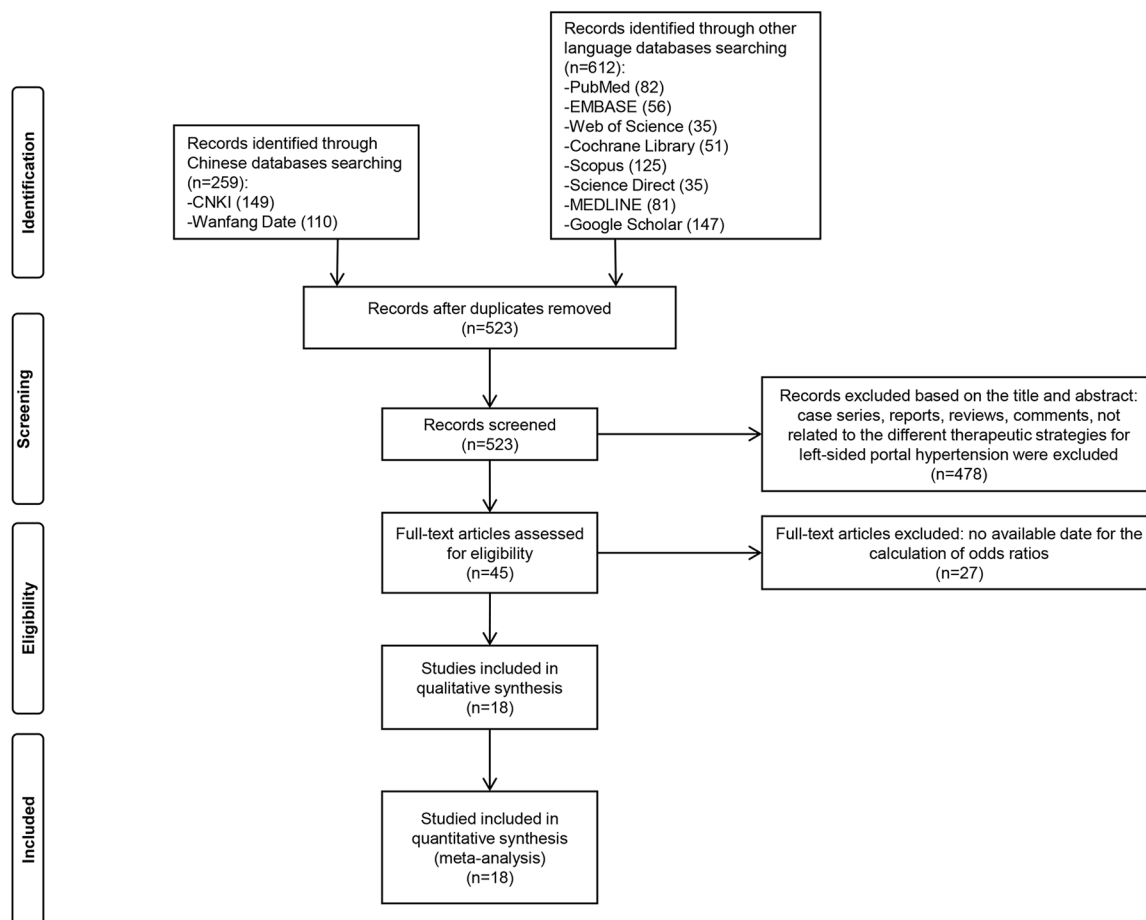 Identification
Records identified through
Chinese databases searching
(n=259):
-CNKI (149)
-Wanfang Date (110)
Records identified through other
language databases searching
(n=612):
-PubMed (82)
-EMBASE (56)
-Web of Science (35)
-Cochrane Library (51)
-Scopus (125)
-Science Direct (35)
-MEDLINE (81)
-Google Scholar (147)
Records after duplicates removed
(n=523)
Screening
Records screened
(n=523)
Records excluded based on the title and abstract:
case series, reports, reviews, comments, not
related to the different therapeutic strategies for
left-sided portal hypertension were excluded
(n=478)
Eligibility
Full-text articles assessed
for eligibility
(n=45)
Full-text articles excluded: no available date for the
calculation of odds ratios
(n=27)
Studies included in
qualitative synthesis
(n=18)
Included
Studied included in
quantitative synthesis
(meta-analysis)
(n=18)